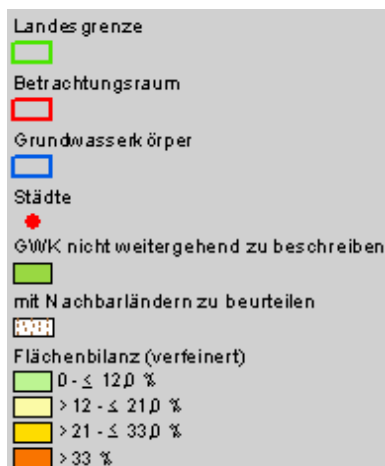 Landesgrenze
Betrachtungsraum
Grundwasserkörper
Städte
GWK nicht weitergehend zu beschreiben
mit Nachbarländern zu beurteilen
Flächenbilanz (verfeinert)
0 - ≤ 12,0 %
> 12 - ≤ 21,0 %
> 21 - ≤ 33,0 %
> 33 %